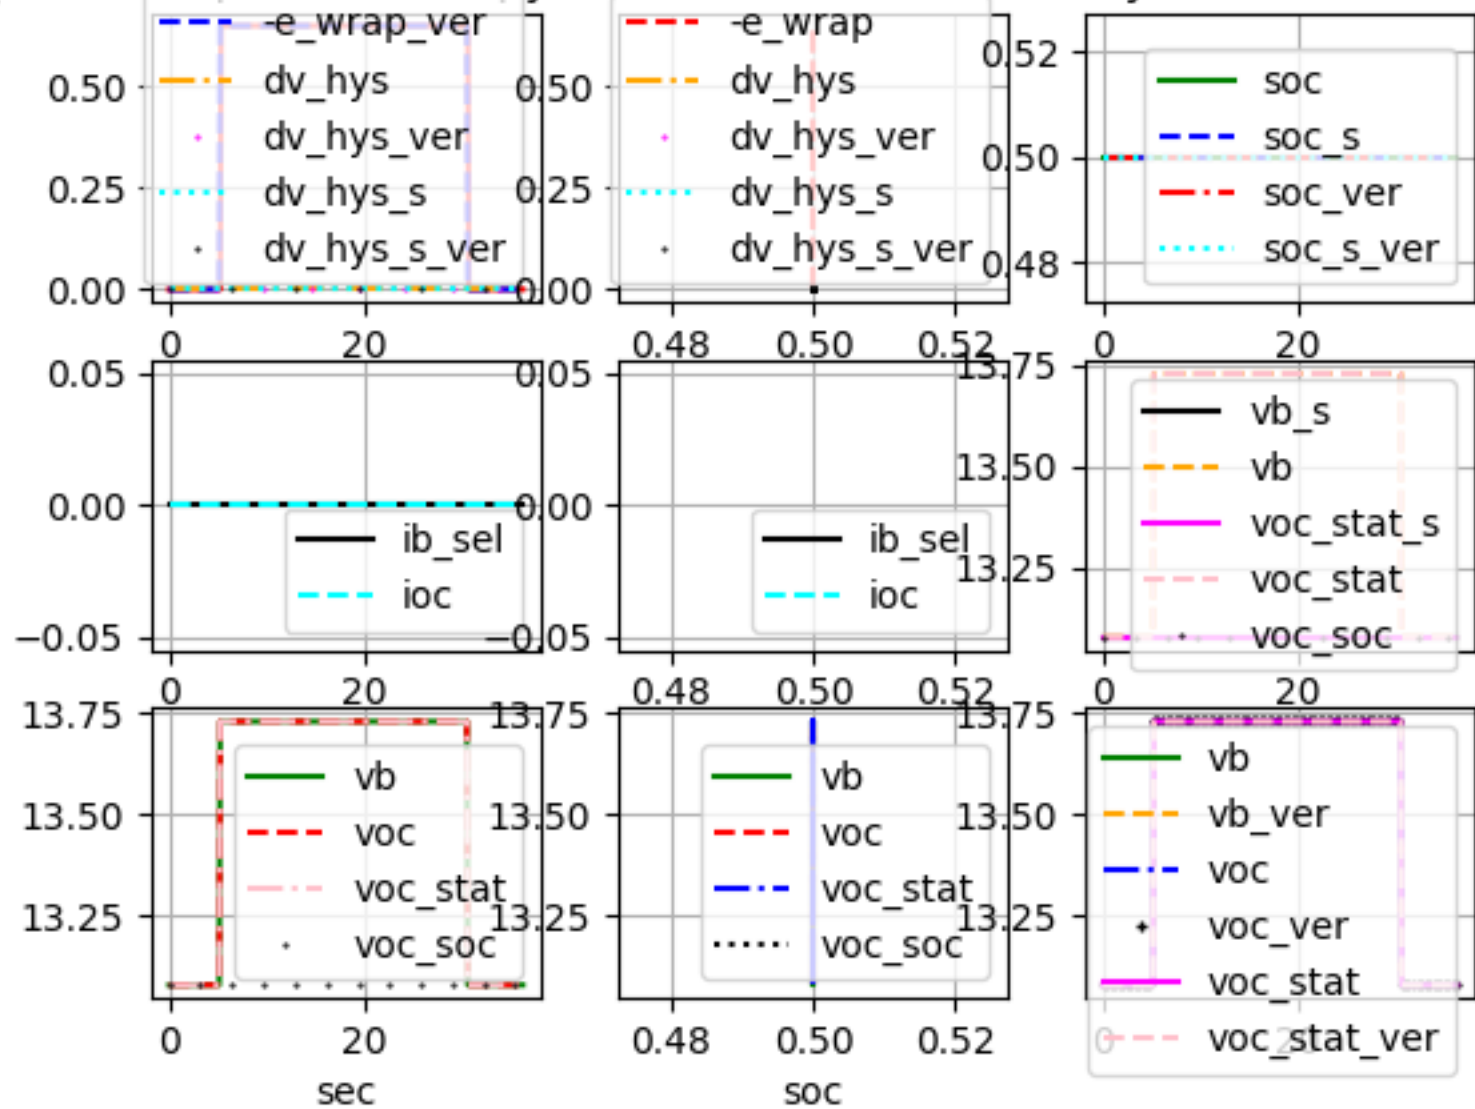 -e_wrap_ver
dv_hys
dv_hys_ver
dv_hys_s
dv_hys_s_ver
0.50
0.25
0.00
0
20
-e_wrap
dv_hys
dv_hys_ver
dv_hys_s
dv_hys_s_ver
0.50
0.25
0.00
0.48
0.50
0.52
soc
soc_s
soc_ver
soc_s_ver
0.52
0.50
0.48
0
20
0.05
0.00
−0.05
ib_sel
ioc
0
20
0.05
0.00
−0.05
ib_sel
ioc
0.48
0.50
0.52
13.75
13.50
13.25
vb_s
vb
voc_stat_s
voc_stat
voc_soc
0
20
13.75
13.50
13.25
vb
voc
voc_stat
voc_soc
0
20
sec
13.75
13.50
13.25
vb
voc
voc_stat
voc_soc
0.48
0.50
0.52
soc
13.75
13.50
13.25
vb
vb_ver
voc
voc_ver
voc_stat
voc_stat_ver
0
20